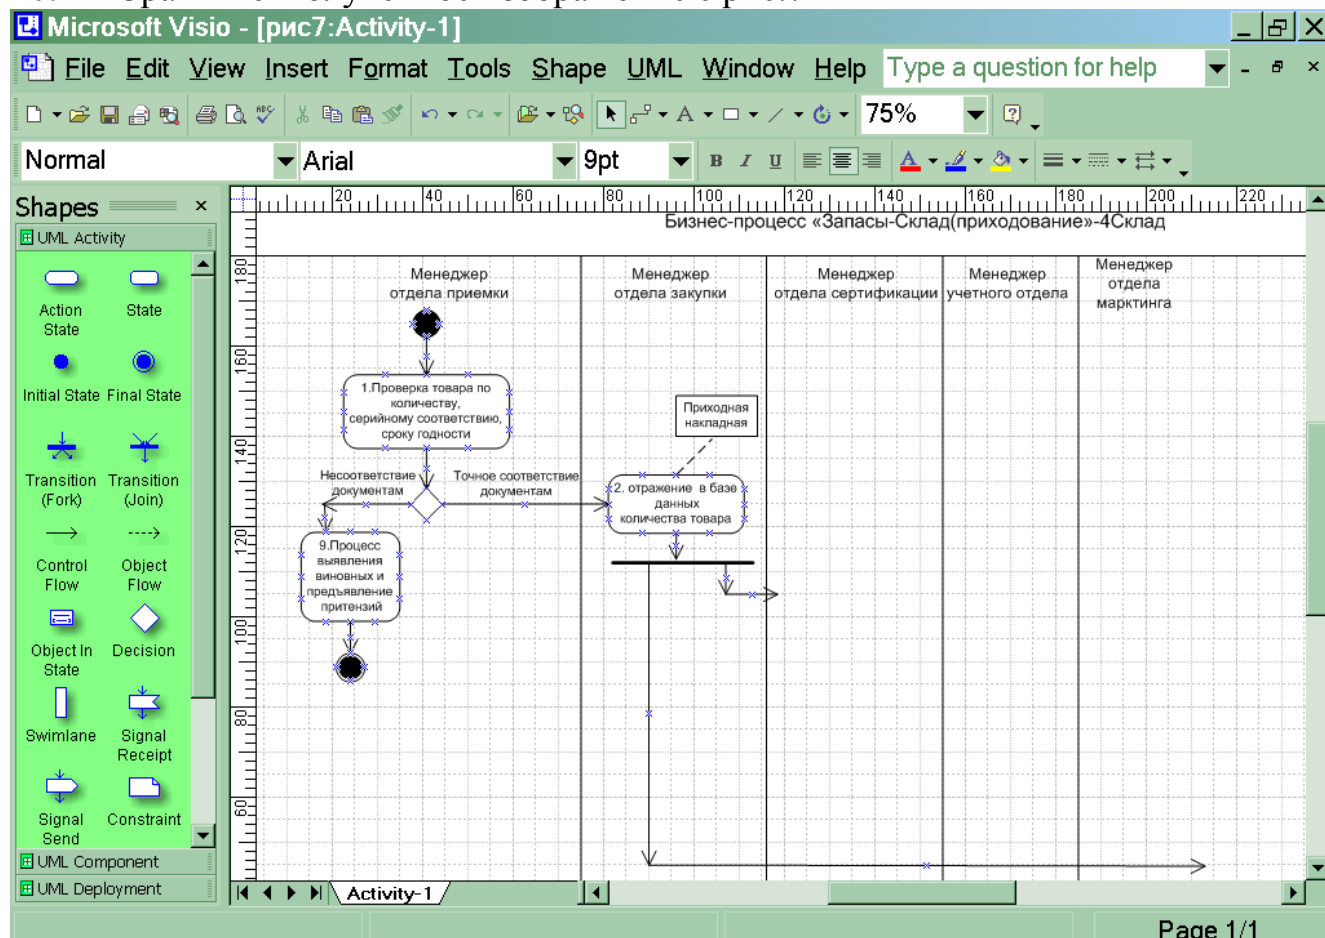 Microsoft Visio - [рис7:Activity-1]
File Edit View Insert Format Tools Shape UML Window Help Type a question for help
75%
Normal Arial 9pt
Shapes
UML Activity
Action State
State
Initial State
Final State
Transition (Fork)
Transition (Join)
Control Flow
Object Flow
Object In State
Decision
Swimlane
Signal Receipt
Signal Send
Constraint
UML Component
UML Deployment
20 40 60 80 100 120 140 160 180 200 220
180
160
140
120
100
80
60
Бизнес-процесс «Запасы-Склад(приходование»-4Склад
Менеджер
отдела приемки
Менеджер
отдела закупки
Менеджер
отдела сертификации
Менеджер
учетного отдела
Менеджер
отдела
марктинга
1.Проверка товара по
количеству,
серийному соответствию,
сроку годности
Приходная
накладная
Несоответствие
документам
Точное соответствие
документам
2. отражение в базе
данных
количества товара
9.Процесс
выявления
виновных и
предъявление
притензий
Activity-1
Page 1/1